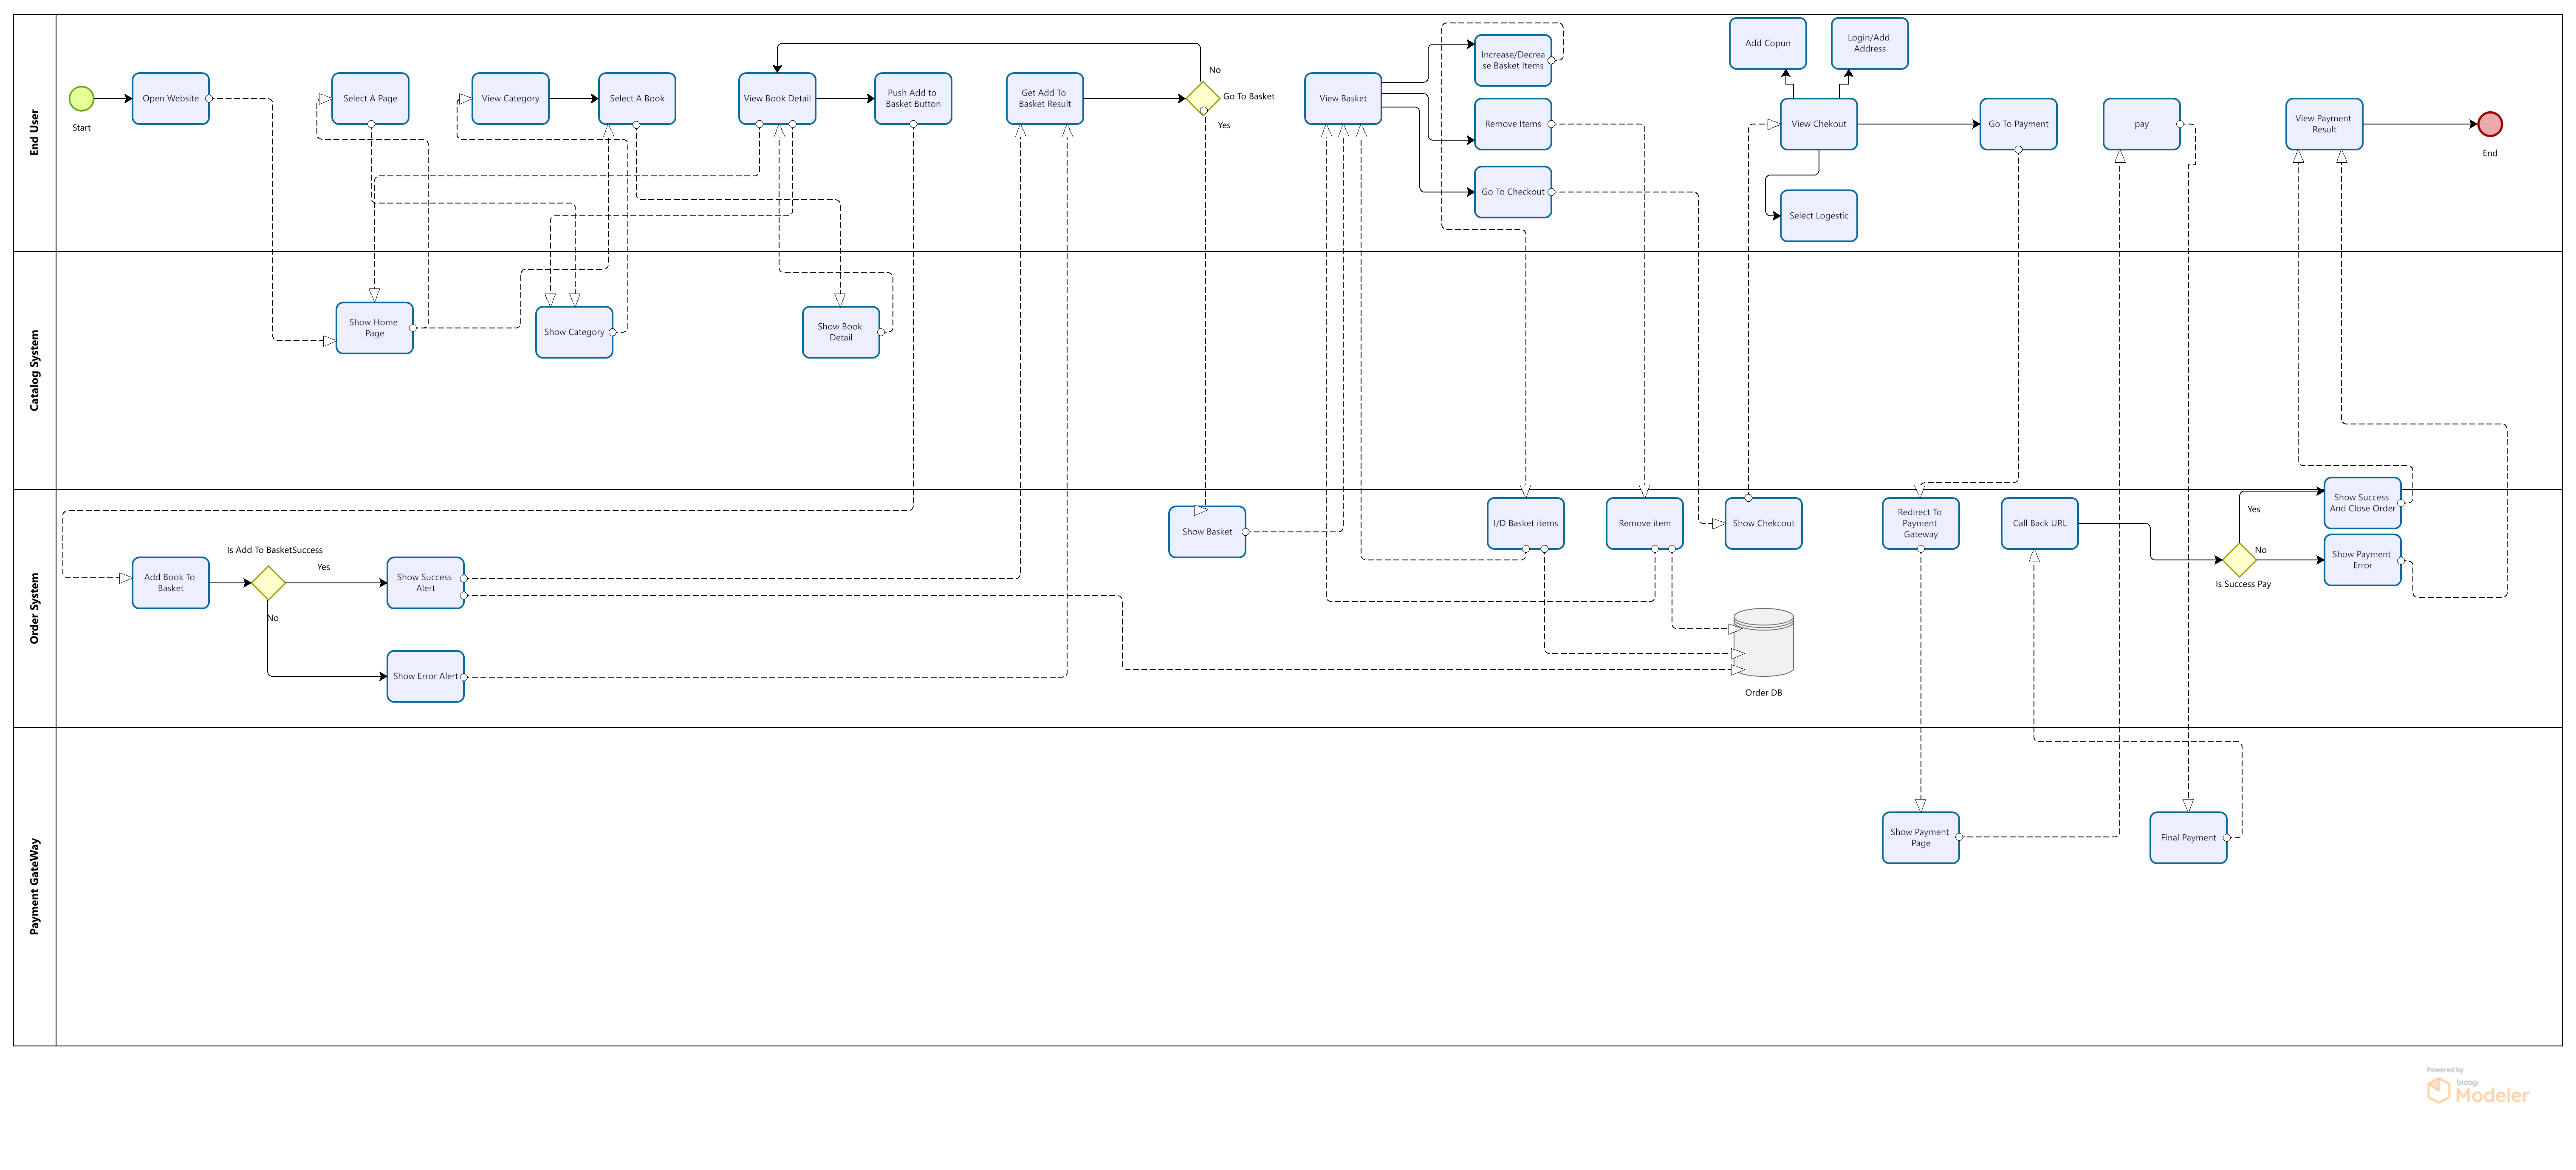 End User
Start
Open Website
Select A Page
View Category
Select A Book
View Book Detail
Push Add to
Basket Button
Get Add To
Basket Result
No
Go To Basket
Yes
View Basket
Increase/Decrea
se Basket Items
Remove Items
Go To Checkout
Add Copun
Login/Add
Address
View Chekout
Select Logestic
Go To Payment
pay
View Payment
Result
End
Catalog System
Show Home
Page
Show Category
Show Book
Detail
Order System
Add Book To
Basket
Is Add To BasketSuccess
Yes
No
Show Success
Alert
Show Error Alert
Show Basket
I/D Basket items
Remove item
Show Chekcout
Order DB
Redirect To
Payment
Gateway
Call Back URL
Yes
No
Is Success Pay
Show Success
And Close Order
Show Payment
Error
Payment GateWay
Show Payment
Page
Final Payment
Powered by
bizagi
Modeler